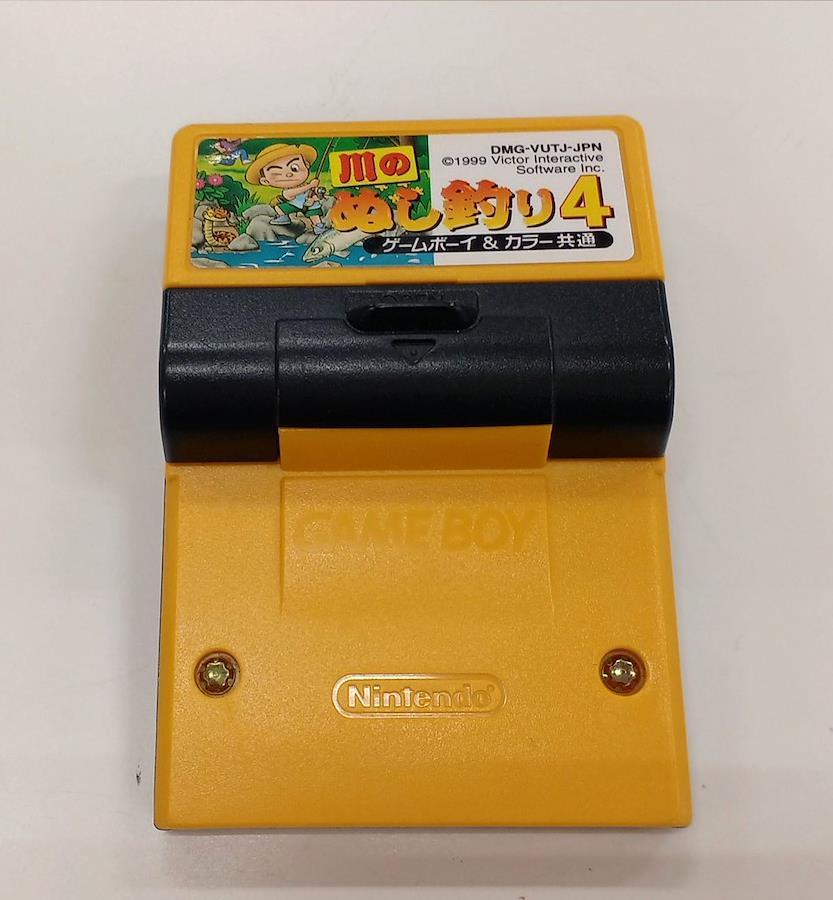 DMG-VUTJ-JPN
©1999 Victor Interactive
Software Inc.
川の
ぬし釣り4
ゲームボーイ & カラー共通
OPEN
GAME BOY
Nintendo®